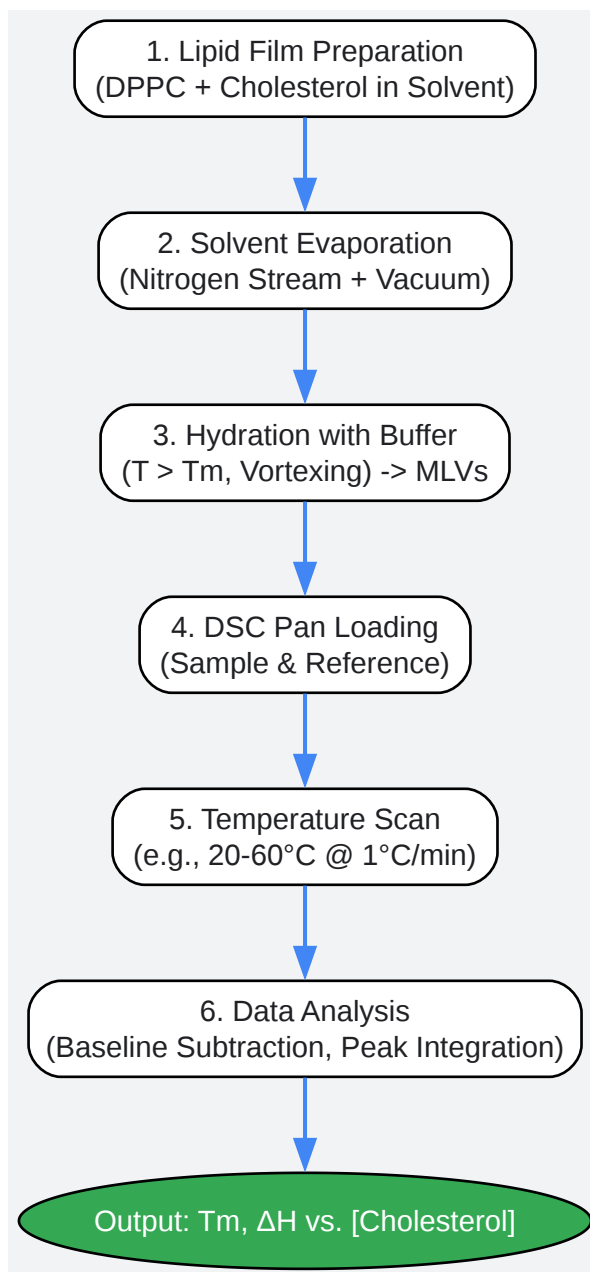 1. Lipid Film Preparation
(DPPC + Cholesterol in Solvent)
2. Solvent Evaporation
(Nitrogen Stream + Vacuum)
3. Hydration with Buffer
(T > Tm, Vortexing) -> MLVs
4. DSC Pan Loading
(Sample & Reference)
5. Temperature Scan
(e.g., 20-60°C @ 1°C/min)
6. Data Analysis
(Baseline Subtraction, Peak Integration)
Output: Tm, ΔH vs. [Cholesterol]